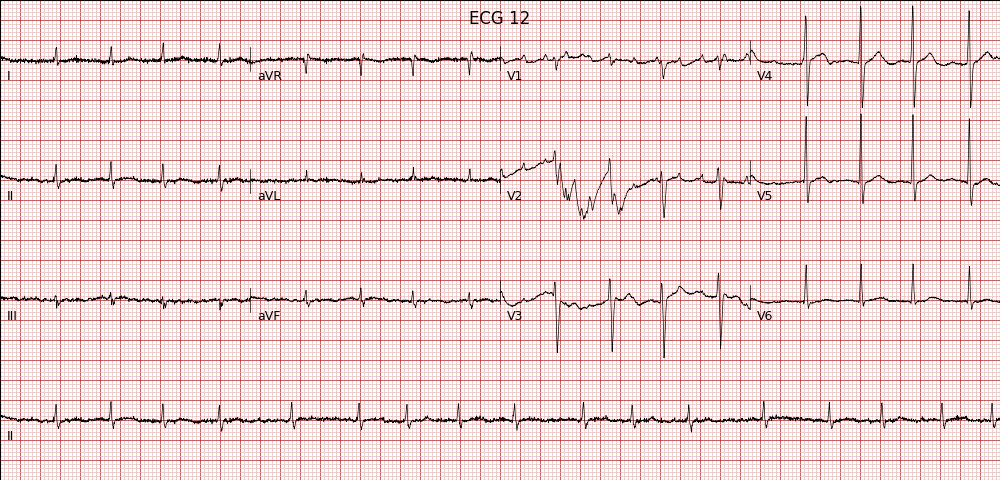 ECG 12
I aVR V1 V4
II aVL V2 V5
III aVF V3 V6
II